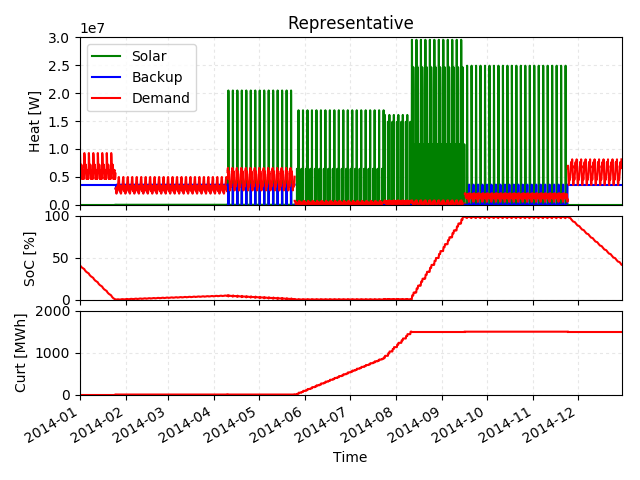 Representative
1e7
3.0
2.5
2.0
1.5
1.0
0.5
0.0
Heat [W]
Solar
Backup
Demand
100
50
0
SoC [%]
2000
1000
0
Curt [MWh]
2014-01
2014-02
2014-03
2014-04
2014-05
2014-06
2014-07
2014-08
2014-09
2014-10
2014-11
2014-12
Time